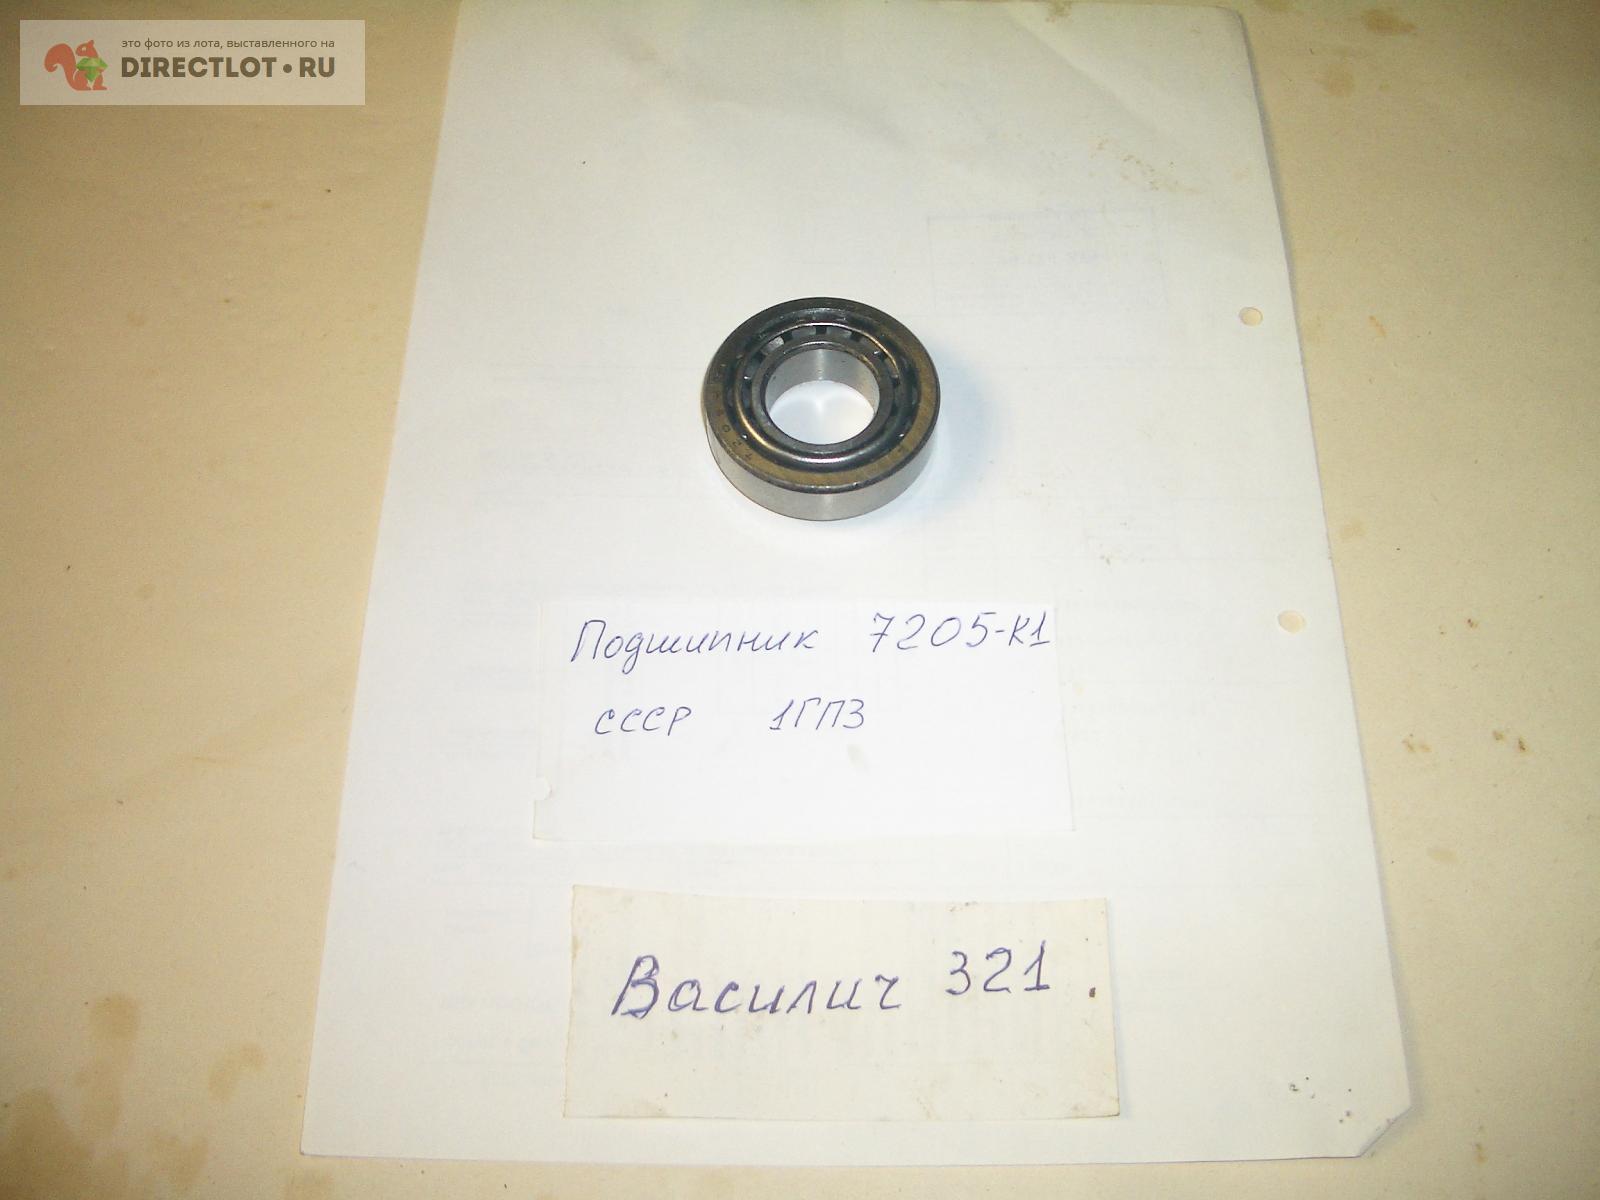 это фото из лота, выставленного на
DIRECTLOT•RU
Подшипник 7205-К1
СССР 1ГПЗ
Василич 321